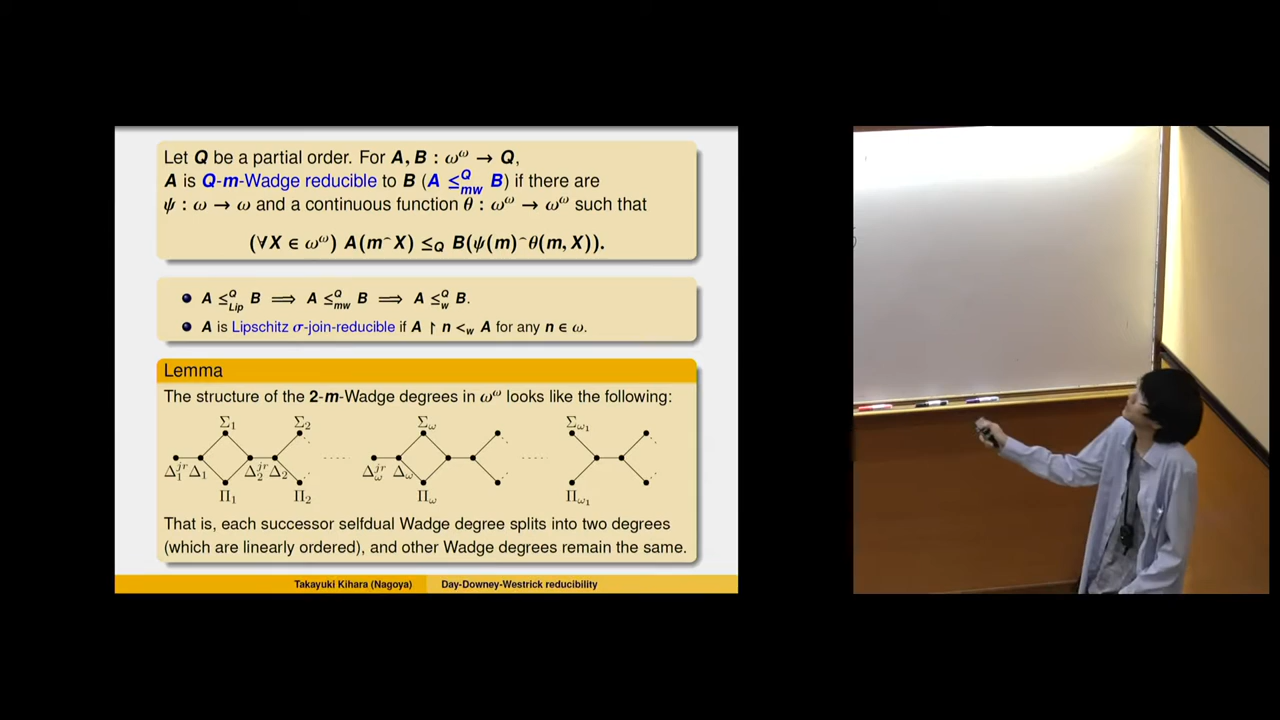 Let Q be a partial order. For A, B : ω^ω → Q,
A is Q-m-Wadge reducible to B (A ≤^Q_mw B) if there are
ψ : ω → ω and a continuous function θ : ω^ω → ω^ω such that
(∀X ∈ ω^ω) A(m⌢X) ≤_Q B(ψ(m)⌢θ(m, X)).
• A ≤^Q_Lip B ⟹ A ≤^Q_mw B ⟹ A ≤^Q_w B.
• A is Lipschitz σ-join-reducible if A ↾ n <_w A for any n ∈ ω.
Lemma
The structure of the 2-m-Wadge degrees in ω^ω looks like the following:
Σ_1 Σ_2 Σ_ω Σ_ω_1
Δ^jr_1 Δ_1 Δ^jr_2 Δ_2 ..... Δ^jr_ω Δ_ω .....
Π_1 Π_2 Π_ω Π_ω_1
That is, each successor selfdual Wadge degree splits into two degrees
(which are linearly ordered), and other Wadge degrees remain the same.
Takayuki Kihara (Nagoya) Day-Downey-Westrick reducibility